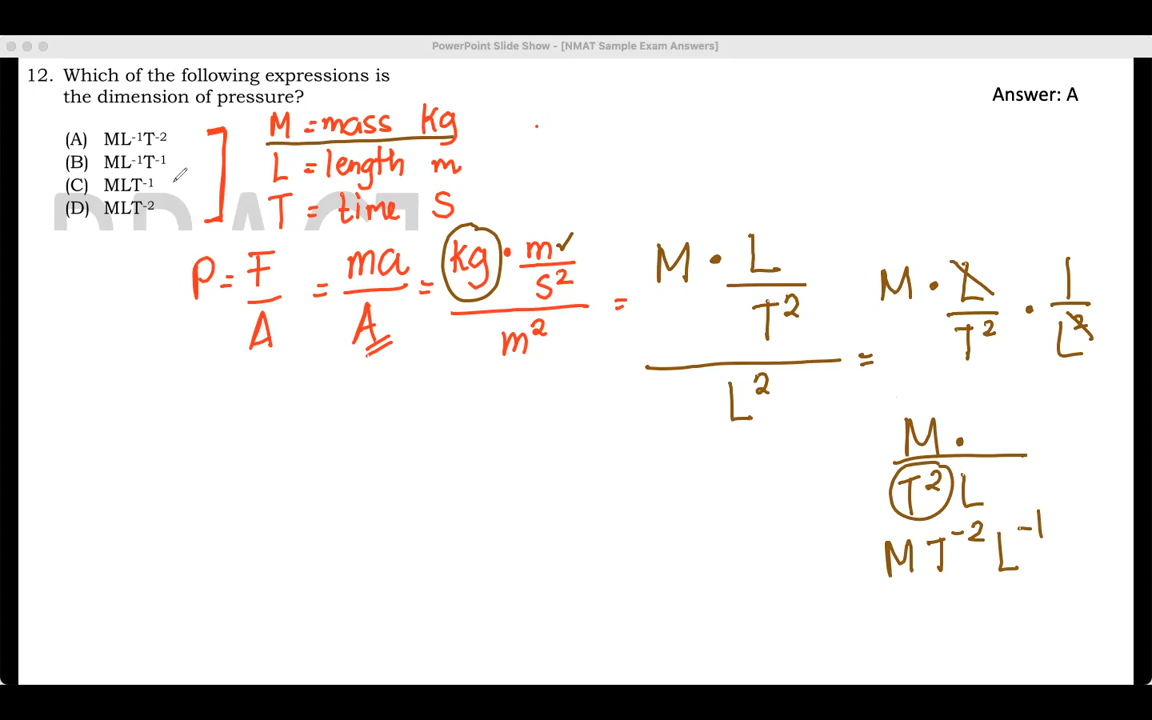 PowerPoint Slide Show - [NMAT Sample Exam Answers]
12. Which of the following expressions is
the dimension of pressure?
Answer: A
(A) ML⁻¹T⁻²
(B) ML⁻¹T⁻¹
(C) MLT⁻¹
(D) MLT⁻²
M = mass kg
L = length m
T = time S
P = F/A = ma/A = (kg · m/s²)/m² = (M · L/T²)/L² = M · L/T² · 1/L²
M ·/T² L
M T⁻² L⁻¹